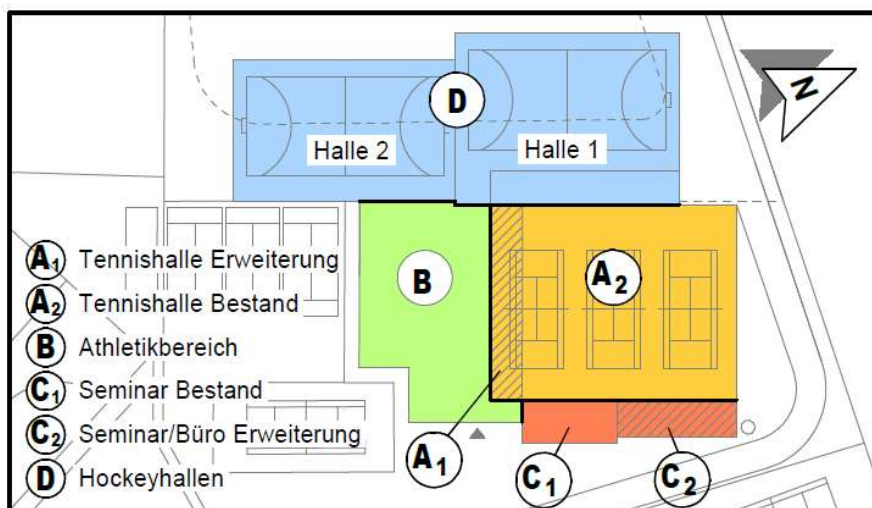 D
N
Halle 2
Halle 1
A1 Tennishalle Erweiterung
A2 Tennishalle Bestand
B Athletikbereich
C1 Seminar Bestand
C2 Seminar/Büro Erweiterung
D Hockeyhallen
B
A2
A1
C1
C2